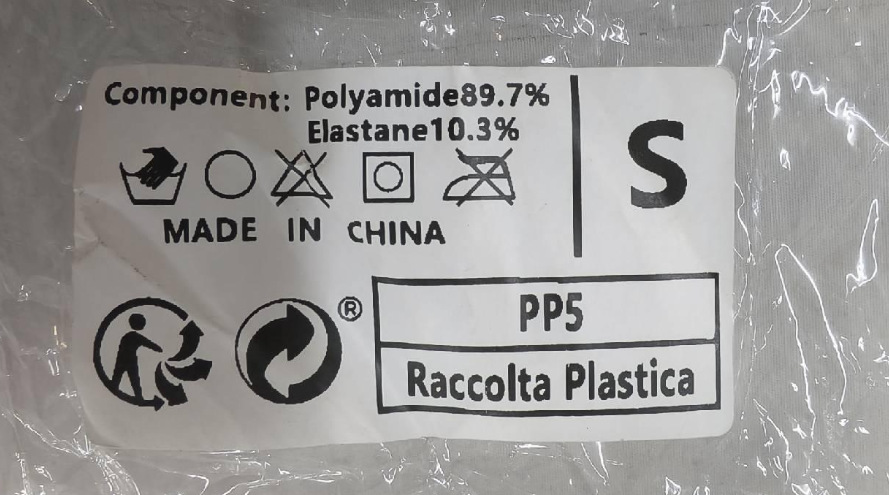 Component: Polyamide89.7%
Elastane10.3%
MADE IN CHINA
S
®
PP5
Raccolta Plastica